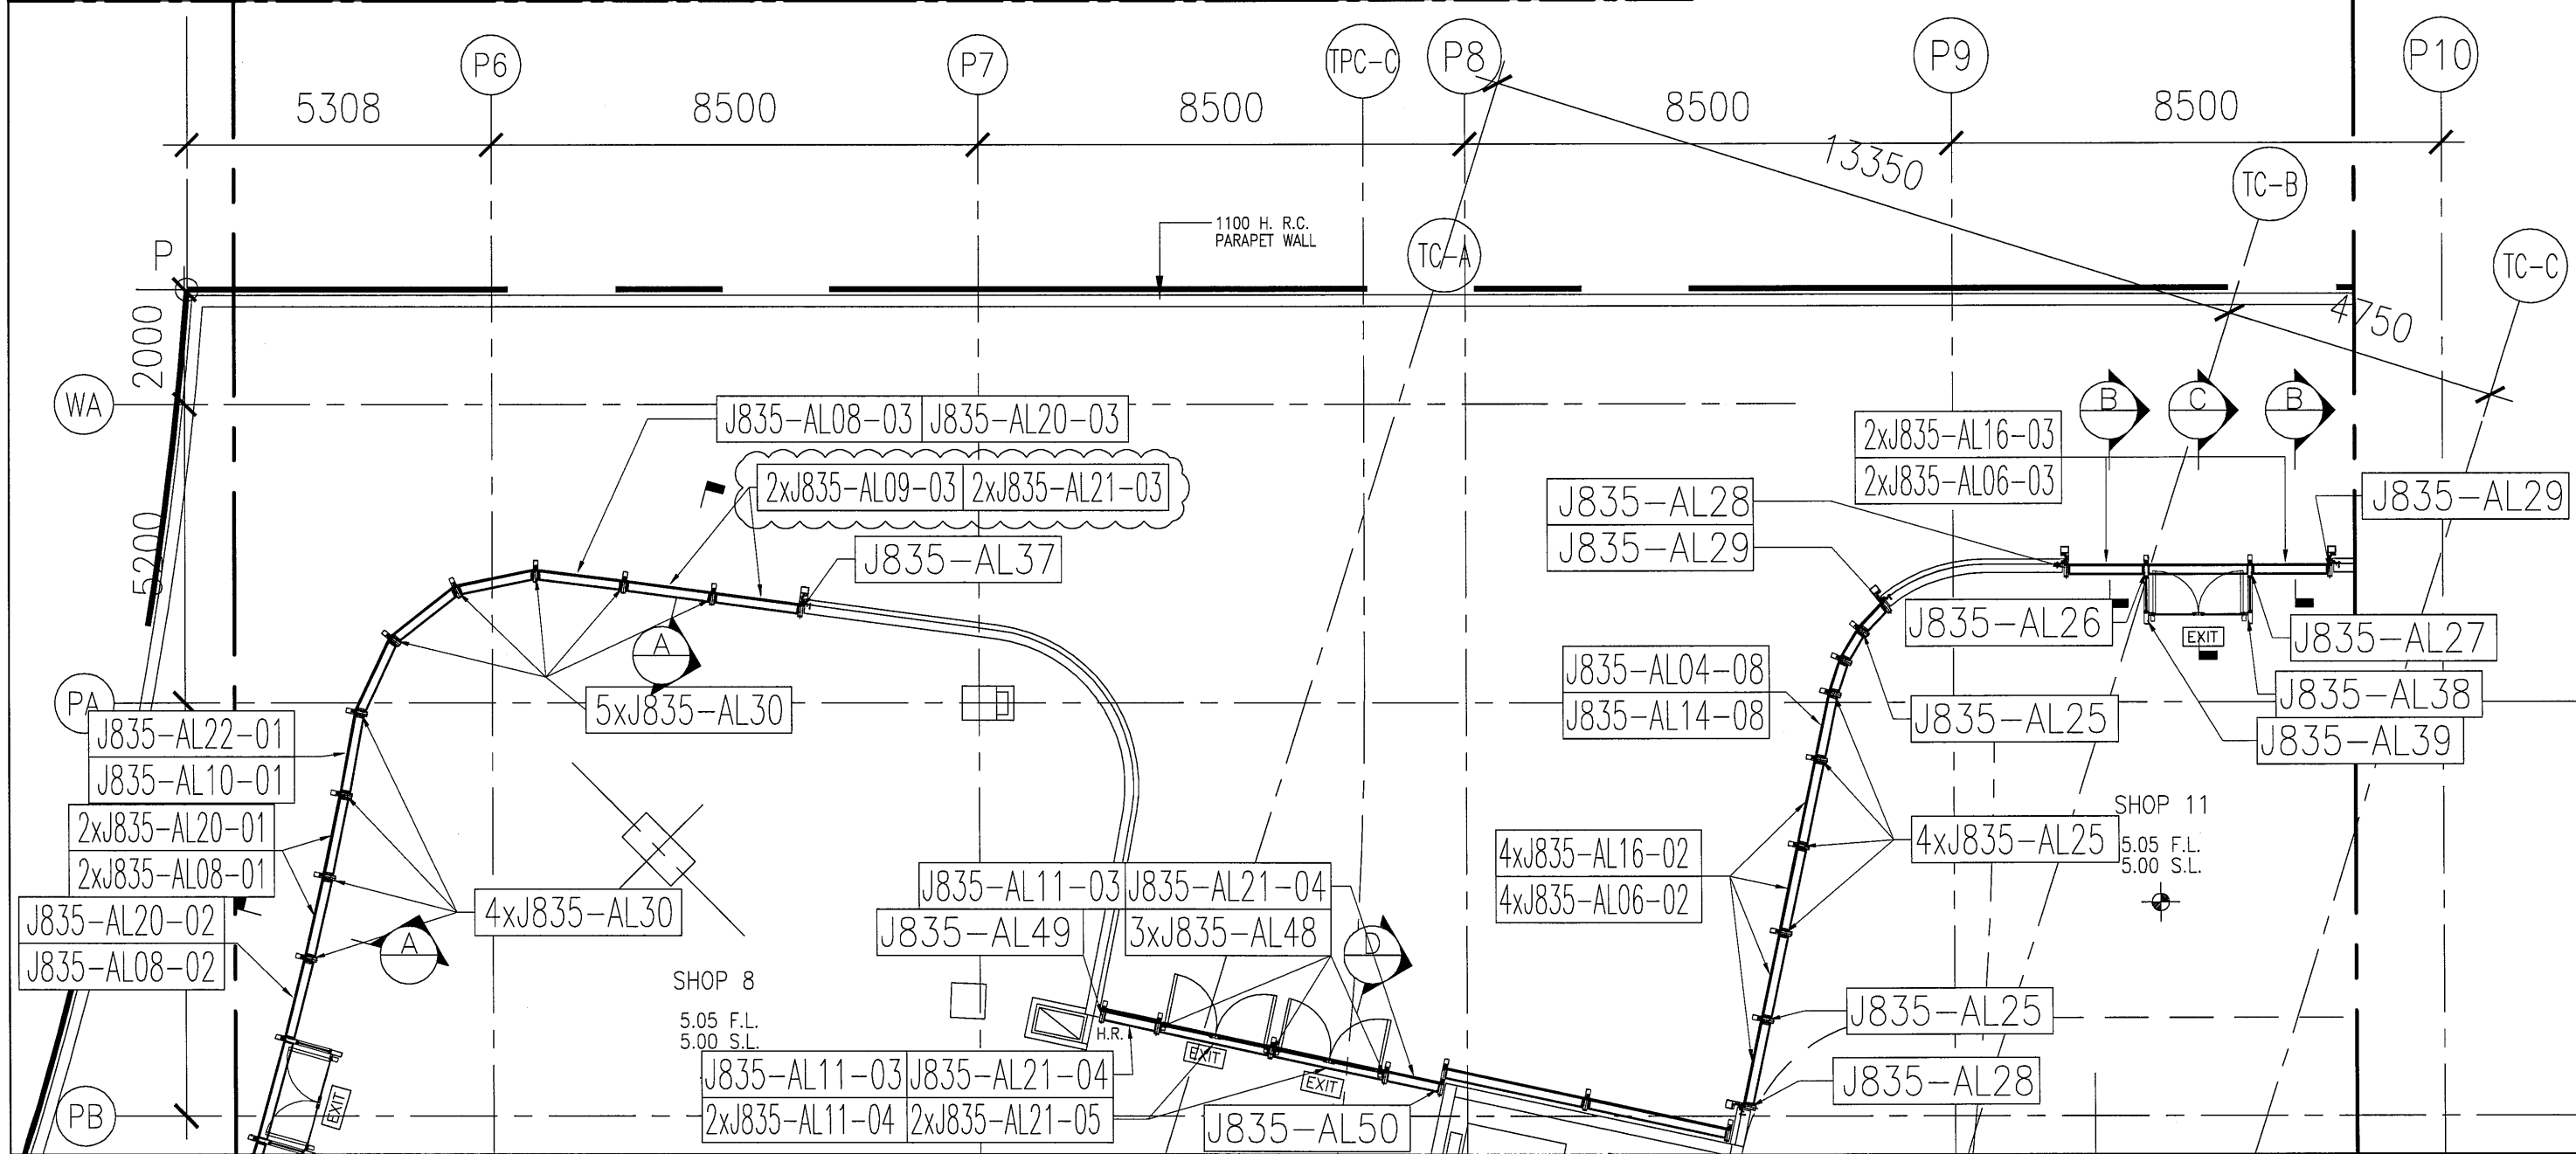 P6
P7
TPC-C
P8
P9
P10
5308
8500
8500
8500
8500
13350
TC-B
TC-A
TC-C
4750
1100 H. R.C.
PARAPET WALL
P
2000
WA
5200
J835-AL08-03 J835-AL20-03
2xJ835-AL09-03 2xJ835-AL21-03
J835-AL37
B
C
B
2xJ835-AL16-03
2xJ835-AL06-03
J835-AL28
J835-AL29
J835-AL29
J835-AL26
EXIT
J835-AL27
A
J835-AL04-08
J835-AL14-08
J835-AL38
J835-AL25
J835-AL39
PA
5xJ835-AL30
J835-AL22-01
J835-AL10-01
2xJ835-AL20-01
2xJ835-AL08-01
SHOP 11
5.05 F.L.
5.00 S.L.
4xJ835-AL25
4xJ835-AL16-02
4xJ835-AL06-02
J835-AL11-03 J835-AL21-04
J835-AL49
3xJ835-AL48
4xJ835-AL30
J835-AL20-02
J835-AL08-02
A
D
SHOP 8
5.05 F.L.
5.00 S.L.
J835-AL25
H.R.
EXIT
EXIT
J835-AL11-03 J835-AL21-04
2xJ835-AL11-04 2xJ835-AL21-05
J835-AL28
J835-AL50
EXIT
PB